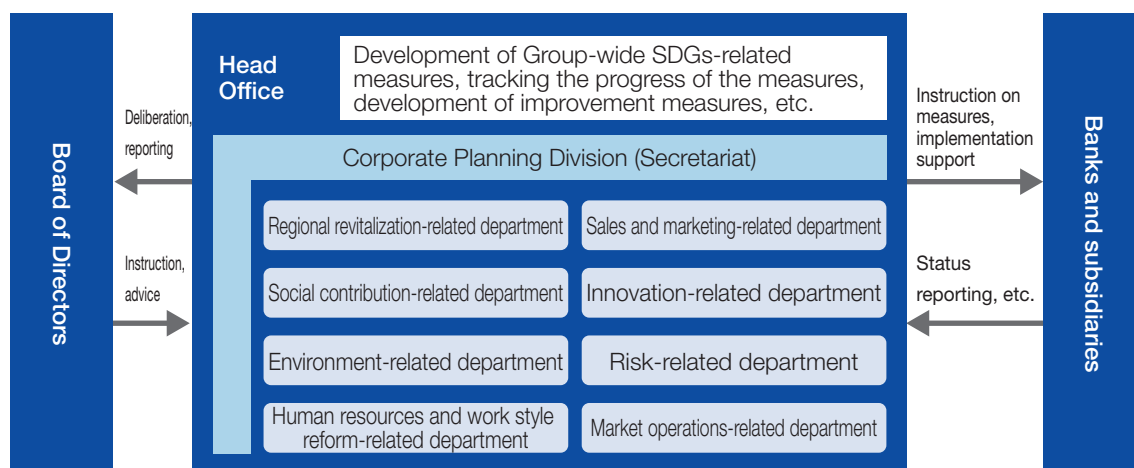 Board of Directors
Deliberation,
reporting
Instruction,
advice
Head
Office
Development of Group-wide SDGs-related
measures, tracking the progress of the measures,
development of improvement measures, etc.
Corporate Planning Division (Secretariat)
Regional revitalization-related department
Sales and marketing-related department
Social contribution-related department
Innovation-related department
Environment-related department
Risk-related department
Human resources and work style
reform-related department
Market operations-related department
Instruction on
measures,
implementation
support
Status
reporting, etc.
Banks and subsidiaries